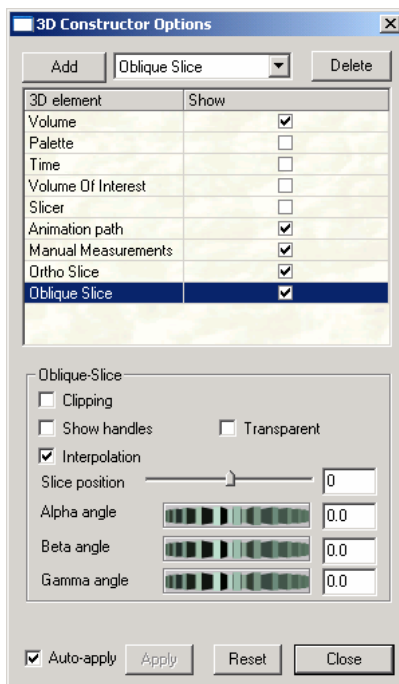 3D Constructor Options
Add Oblique Slice Delete
3D element Show
Volume
Palette
Time
Volume Of Interest
Slicer
Animation path
Manual Measurements
Ortho Slice
Oblique Slice
Oblique-Slice
Clipping
Show handles Transparent
Interpolation
Slice position 0
Alpha angle 0.0
Beta angle 0.0
Gamma angle 0.0
Auto-apply Apply Reset Close